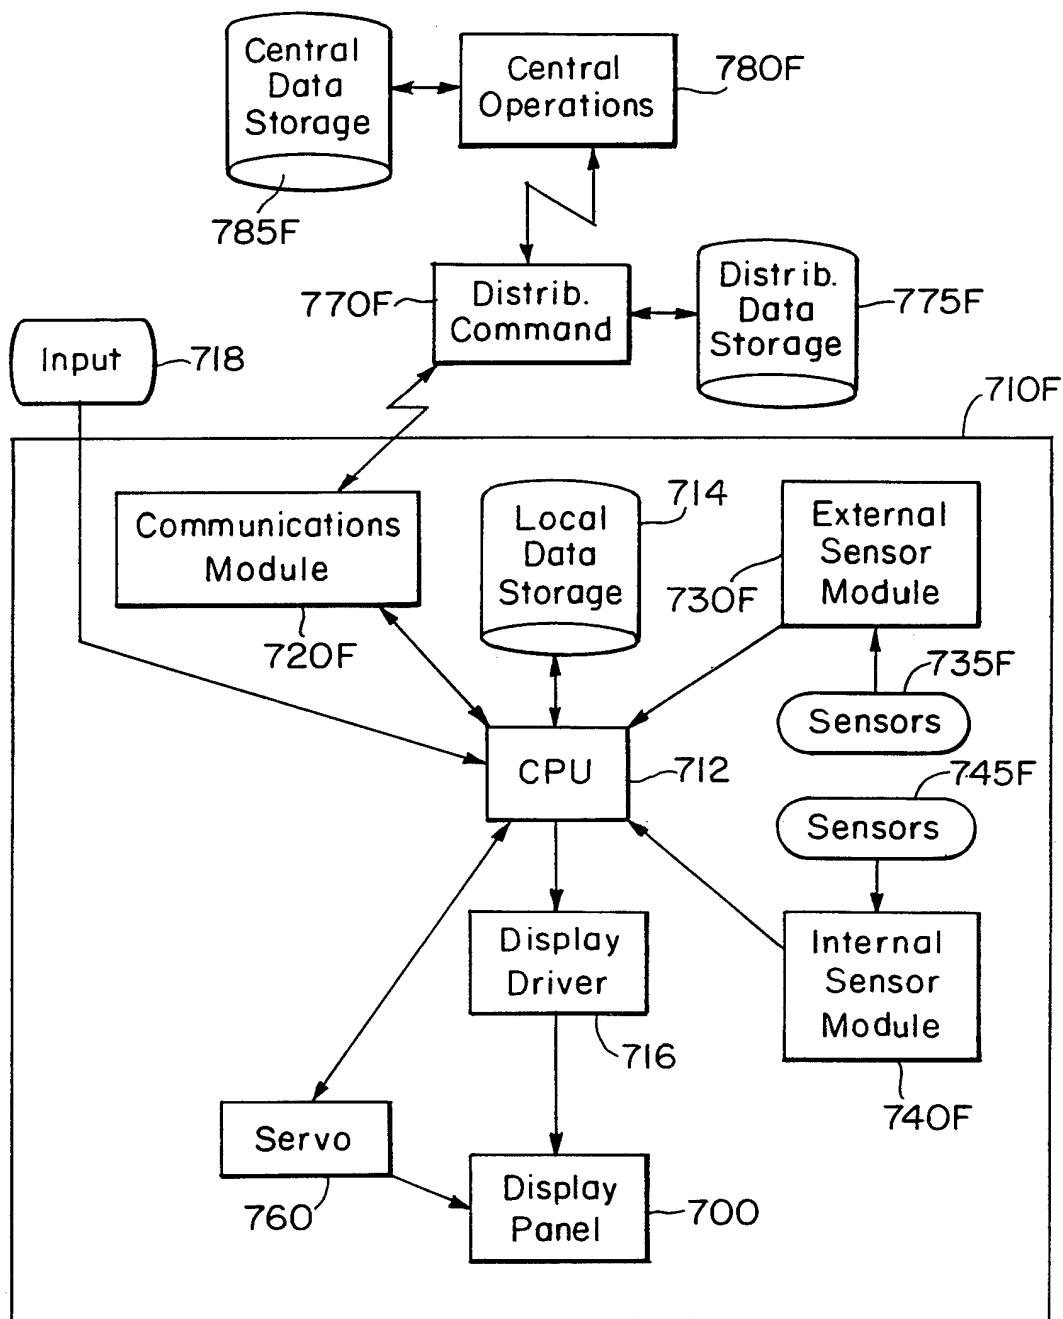 Central
Data
Storage
785F
Central
Operations
780F
Distrib.
Command
770F
Distrib.
Data
Storage
775F
Input
718
710F
Communications
Module
720F
Local
Data
Storage
714
External
Sensor
Module
730F
735F
Sensors
CPU
712
745F
Sensors
Display
Driver
716
Internal
Sensor
Module
740F
Servo
760
Display
Panel
700